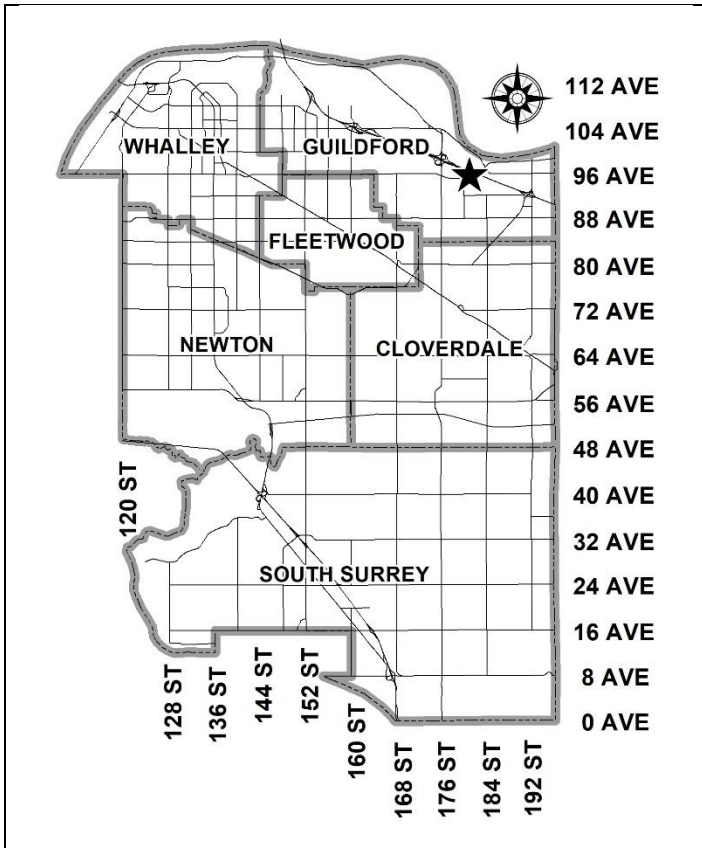 112 AVE
104 AVE
WHALLEY
GUILDFORD
96 AVE
88 AVE
FLEETWOOD
80 AVE
72 AVE
NEWTON
CLOVERDALE
64 AVE
56 AVE
48 AVE
120 ST
40 AVE
32 AVE
SOUTH SURREY
24 AVE
16 AVE
8 AVE
128 ST
136 ST
144 ST
152 ST
160 ST
0 AVE
168 ST
176 ST
184 ST
192 ST